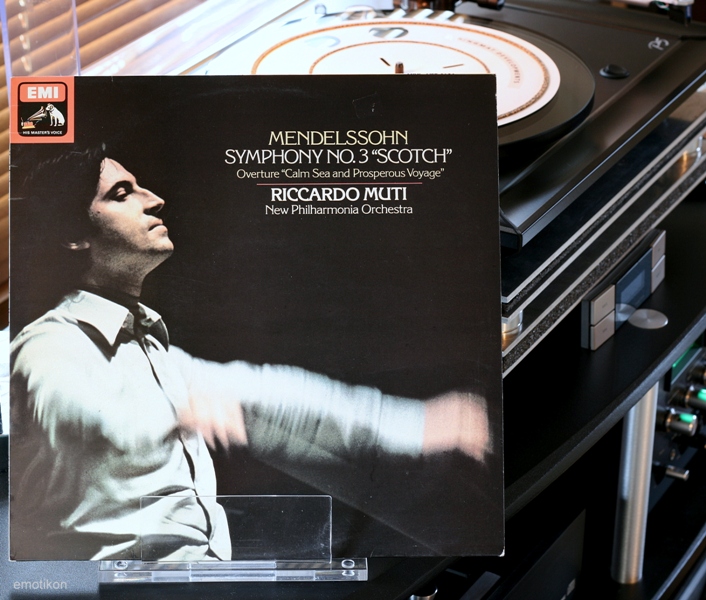 EMI
HIS MASTER'S VOICE
MENDELSSOHN
SYMPHONY NO. 3 “SCOTCH”
Overture “Calm Sea and Prosperous Voyage”
RICCARDO MUTI
New Philharmonia Orchestra
emotikon